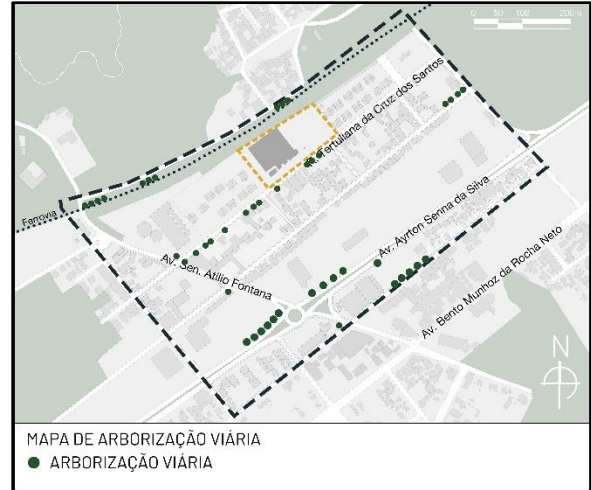 0 50 100 200m
R. Tertuliana da Cruz dos Santos
Ferrovia
Av. Ayrton Senna da Silva
Av. Sen. Atílio Fontana
Av. Bento Munhoz da Rocha Neto
N
MAPA DE ARBORIZAÇÃO VIÁRIA
ARBORIZAÇÃO VIÁRIA